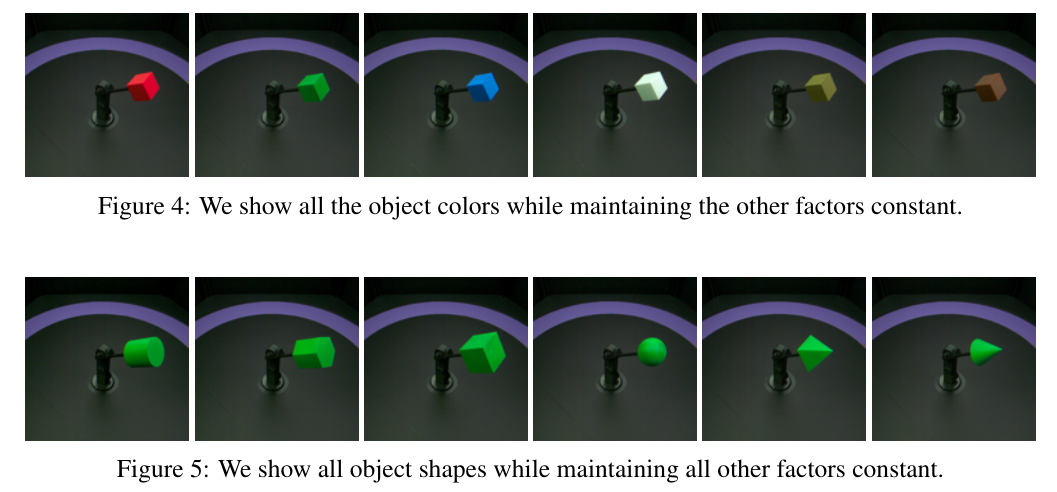 Figure 4: We show all the object colors while maintaining the other factors constant.
Figure 5: We show all object shapes while maintaining all other factors constant.